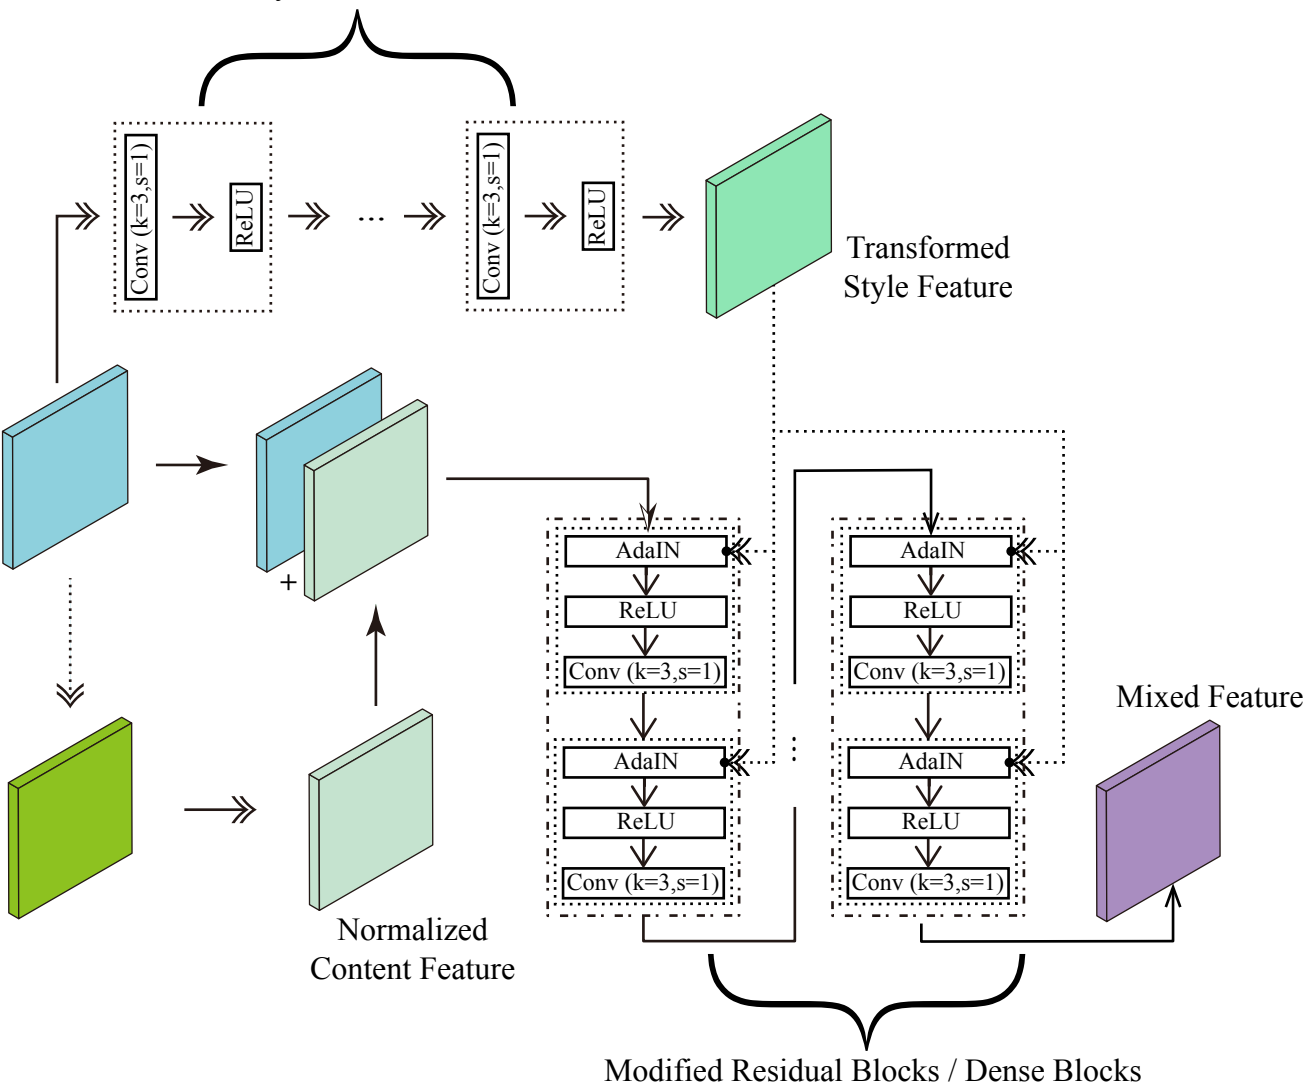 Conv (k=3,s=1)
ReLU
...
Conv (k=3,s=1)
ReLU
Transformed
Style Feature
+
AdaIN
ReLU
Conv (k=3,s=1)
AdaIN
ReLU
Conv (k=3,s=1)
AdaIN
ReLU
Conv (k=3,s=1)
AdaIN
ReLU
Conv (k=3,s=1)
Mixed Feature
Normalized
Content Feature
Modified Residual Blocks / Dense Blocks